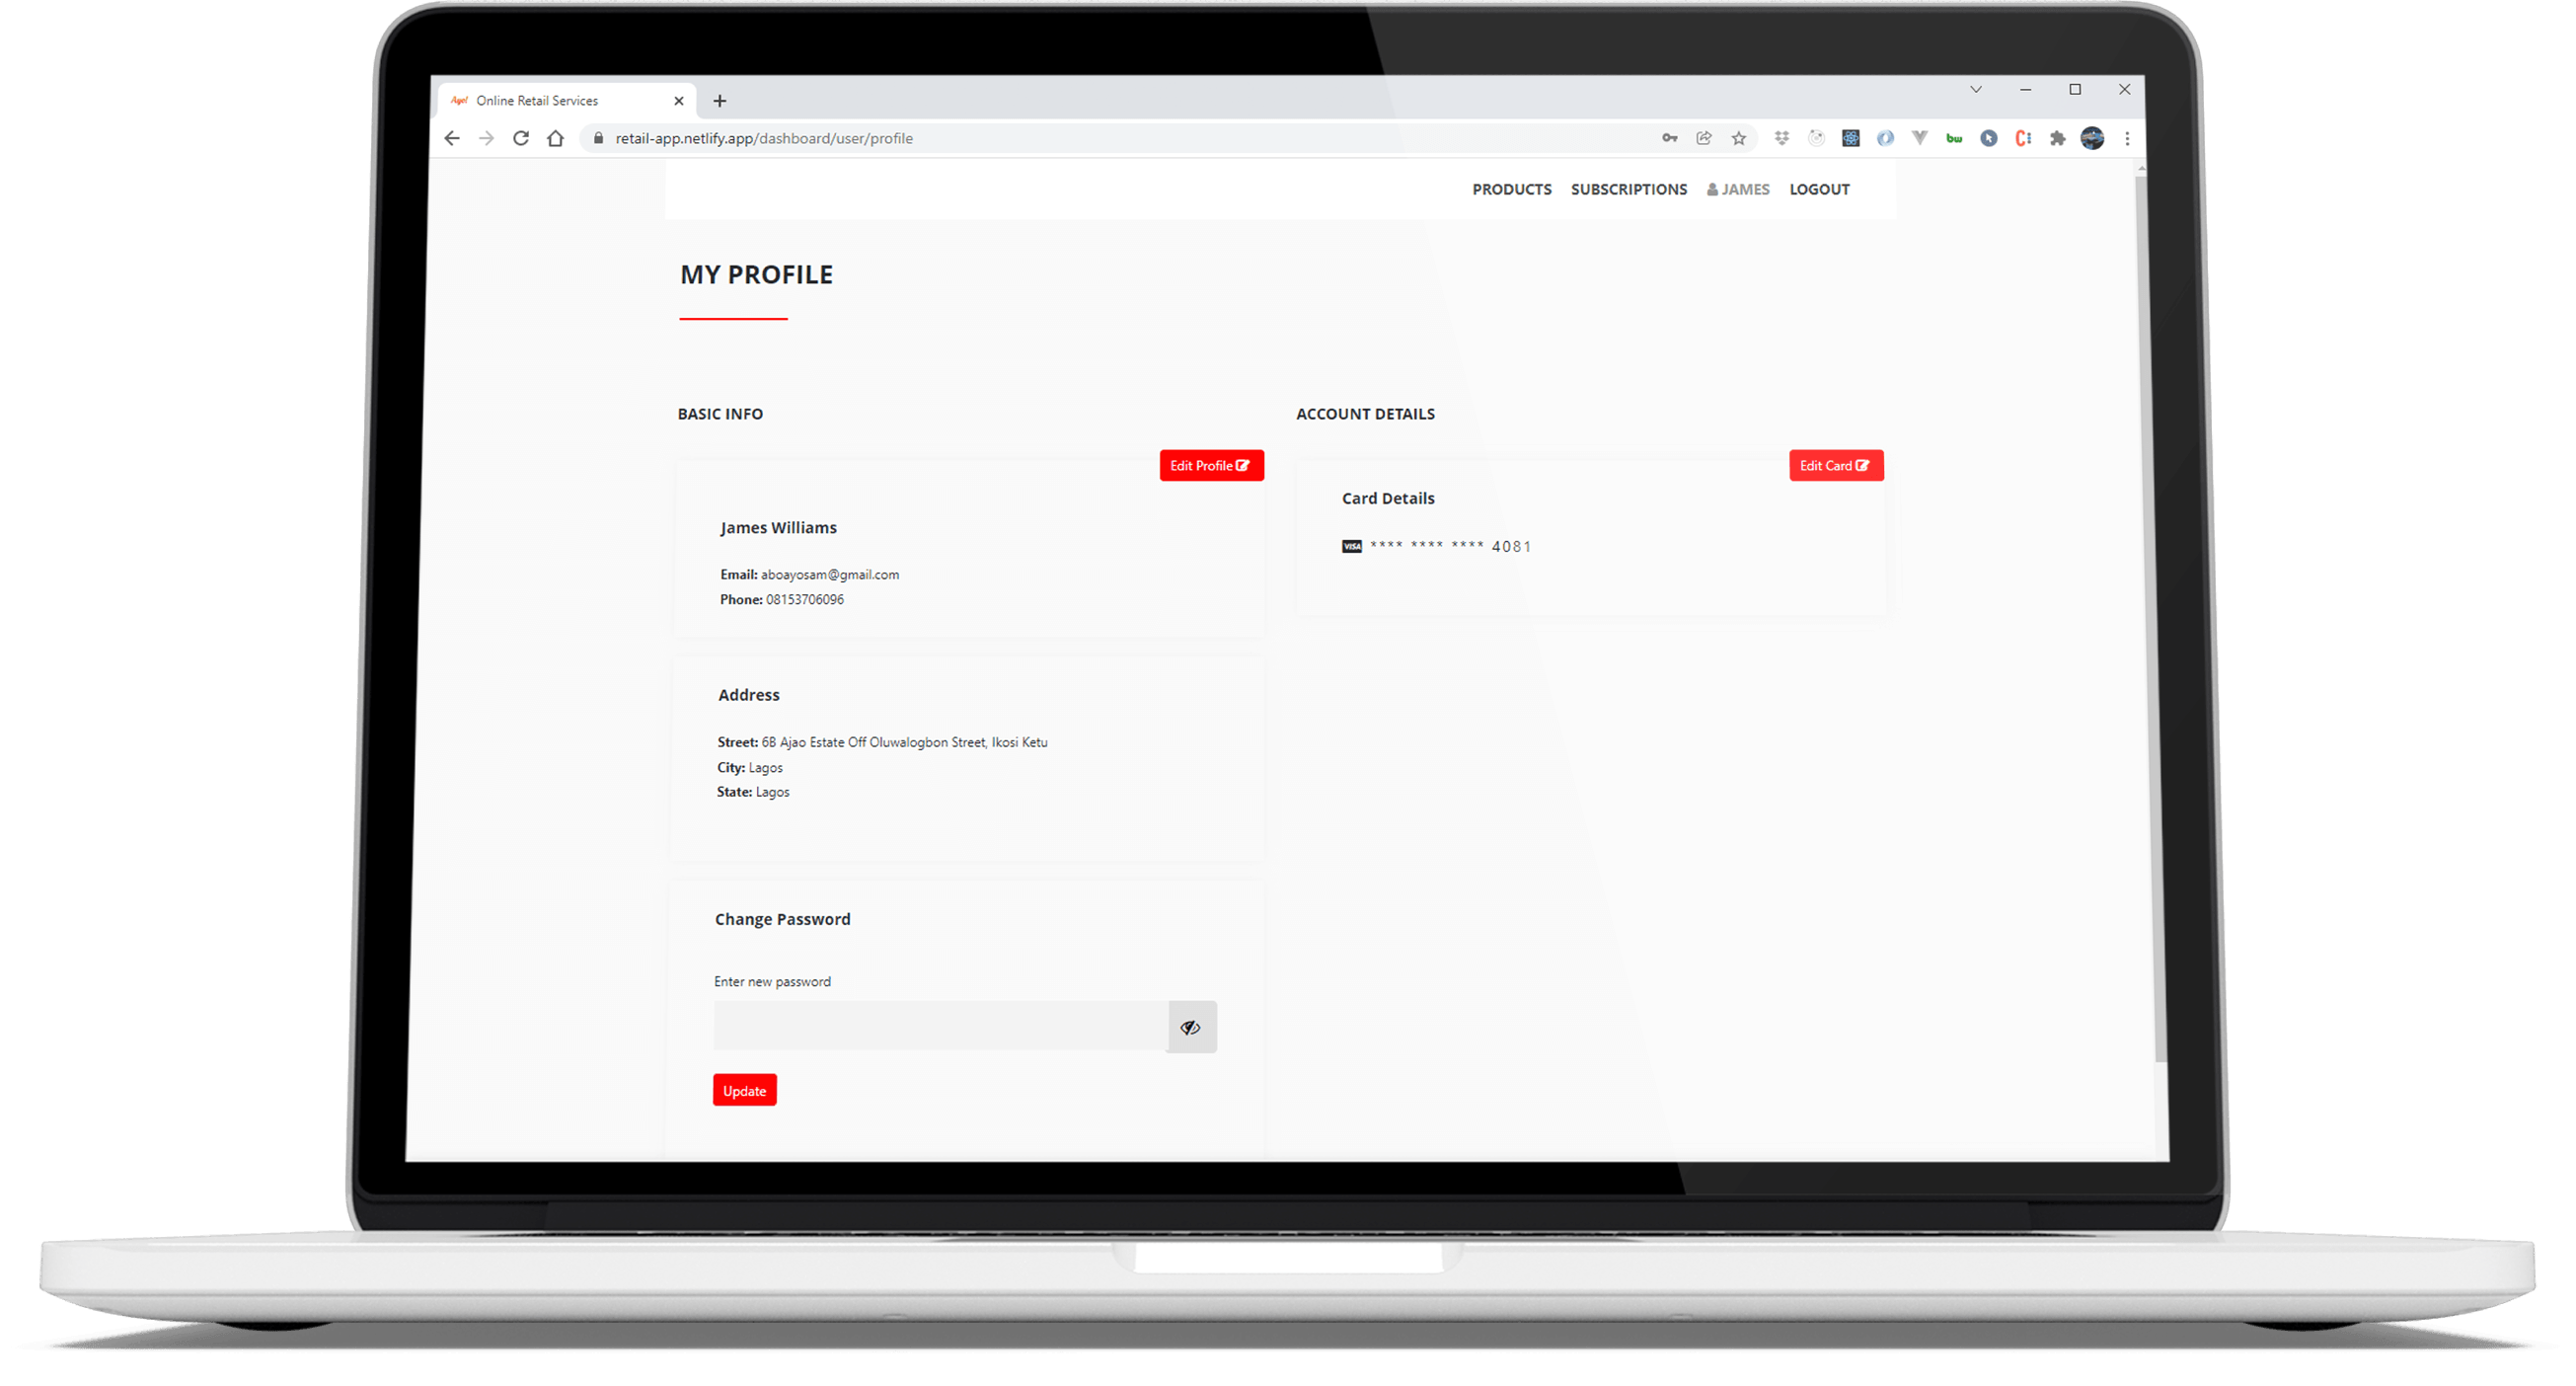 Ayo! Online Retail Services
retail-app.netlify.app/dashboard/user/profile
bw
PRODUCTS SUBSCRIPTIONS JAMES LOGOUT
MY PROFILE
BASIC INFO
Edit Profile
James Williams
Email: aboayosam@gmail.com
Phone: 08153706096
Address
Street: 6B Ajao Estate Off Oluwalogbon Street, Ikosi Ketu
City: Lagos
State: Lagos
Change Password
Enter new password
Update
ACCOUNT DETAILS
Edit Card
Card Details
VISA **** **** **** 4081